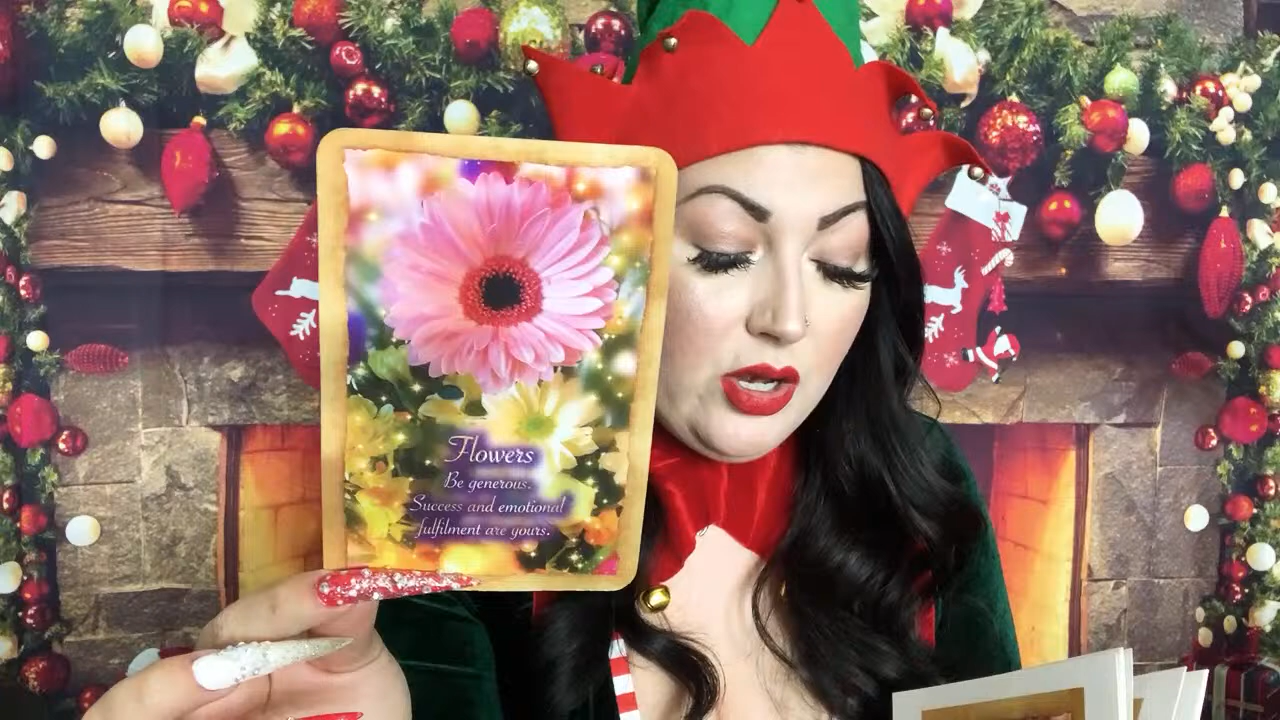 Flowers
Be generous.
Success and emotional
fulfilment are yours.